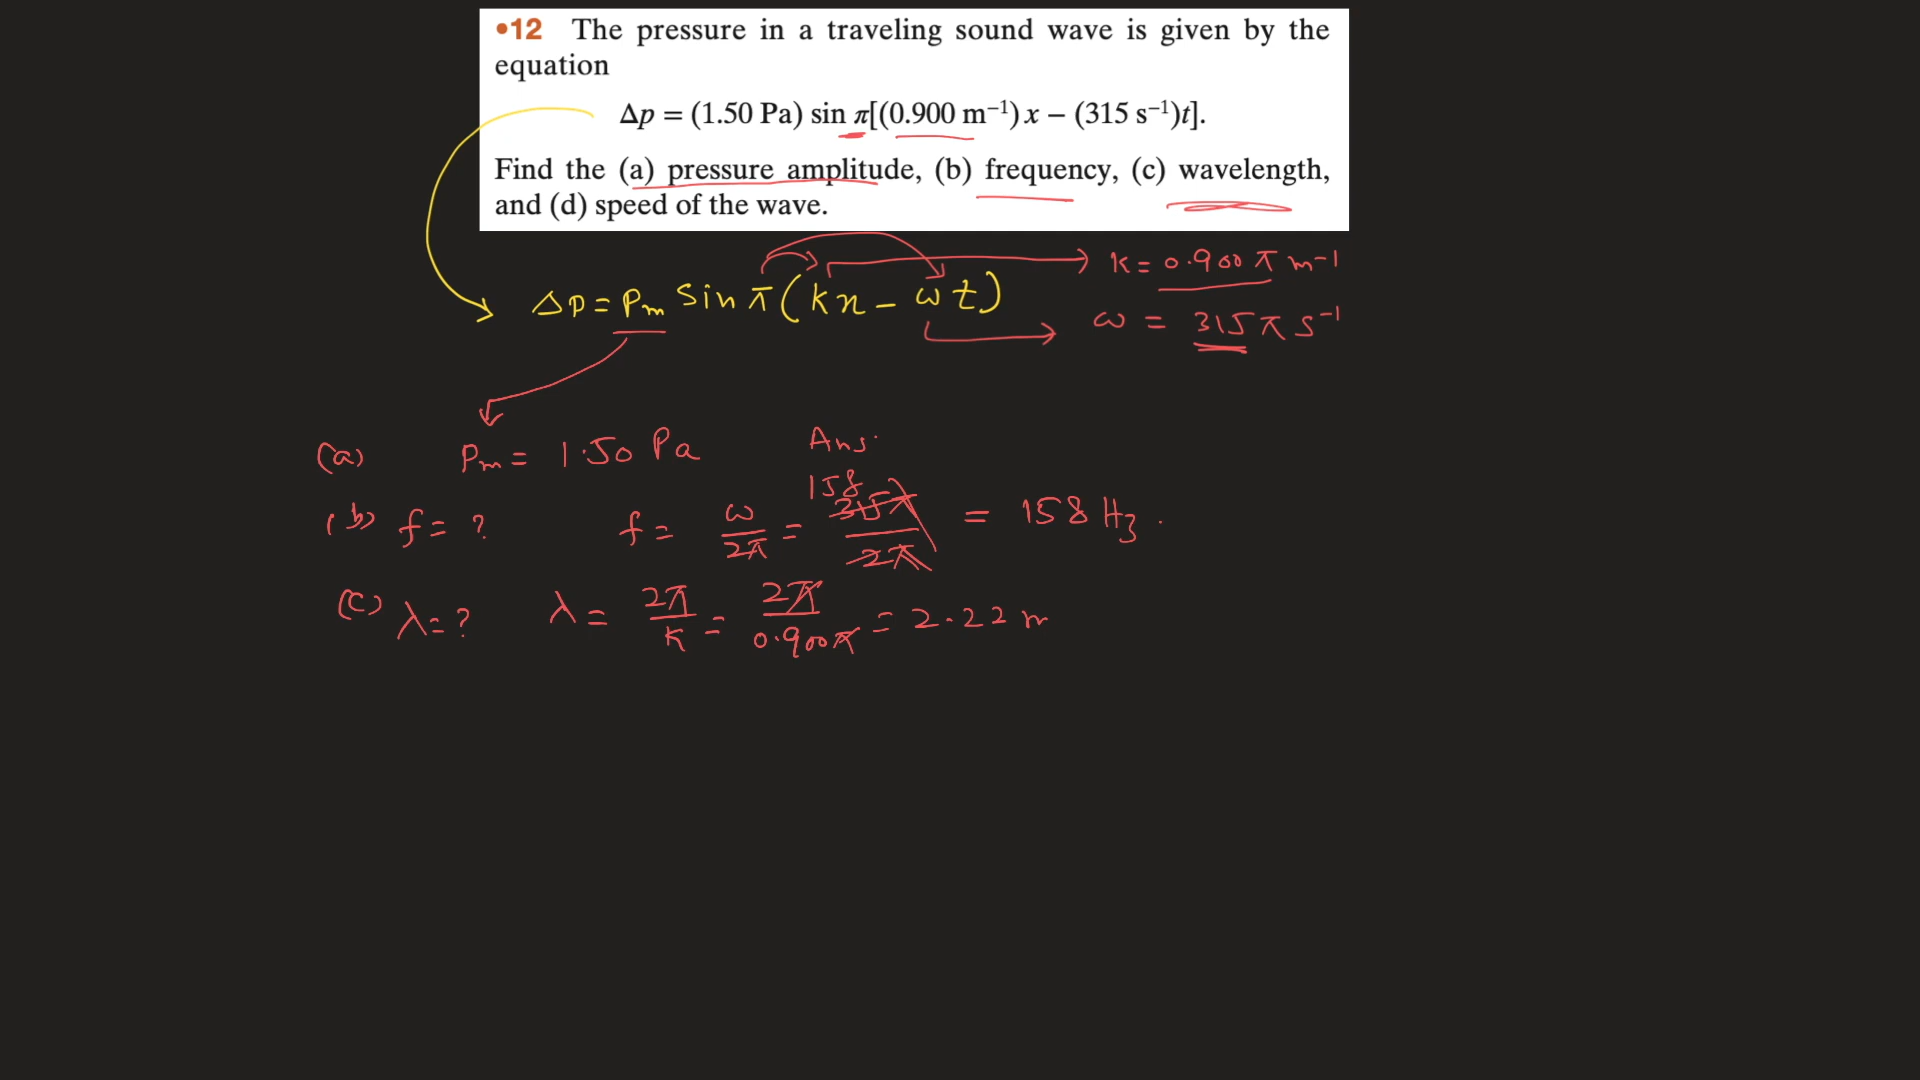 •12 The pressure in a traveling sound wave is given by the
equation
Δp = (1.50 Pa) sin π[(0.900 m⁻¹) x − (315 s⁻¹)t].
Find the (a) pressure amplitude, (b) frequency, (c) wavelength,
and (d) speed of the wave.
K = 0.900 π m-1
Δp = Pm Sin π (kx − ωt)
ω = 315 π s⁻¹
(a) Pm = 1.50 Pa Ans.
(b) f = ? f = ω/2π = 158 315π/2π = 158 Hz.
(c) λ = ? λ = 2π/K = 2π/0.900π = 2.22 m